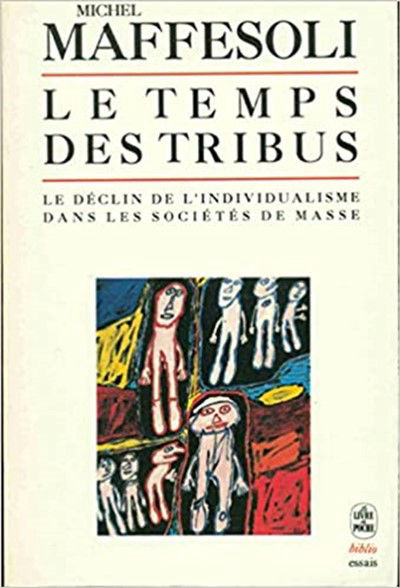 MICHEL
MAFFESOLI
LE TEMPS
DES TRIBUS
LE DÉCLIN DE L'INDIVIDUALISME
DANS LES SOCIÉTÉS DE MASSE
LE LIVRE DE POCHE
biblio
essais